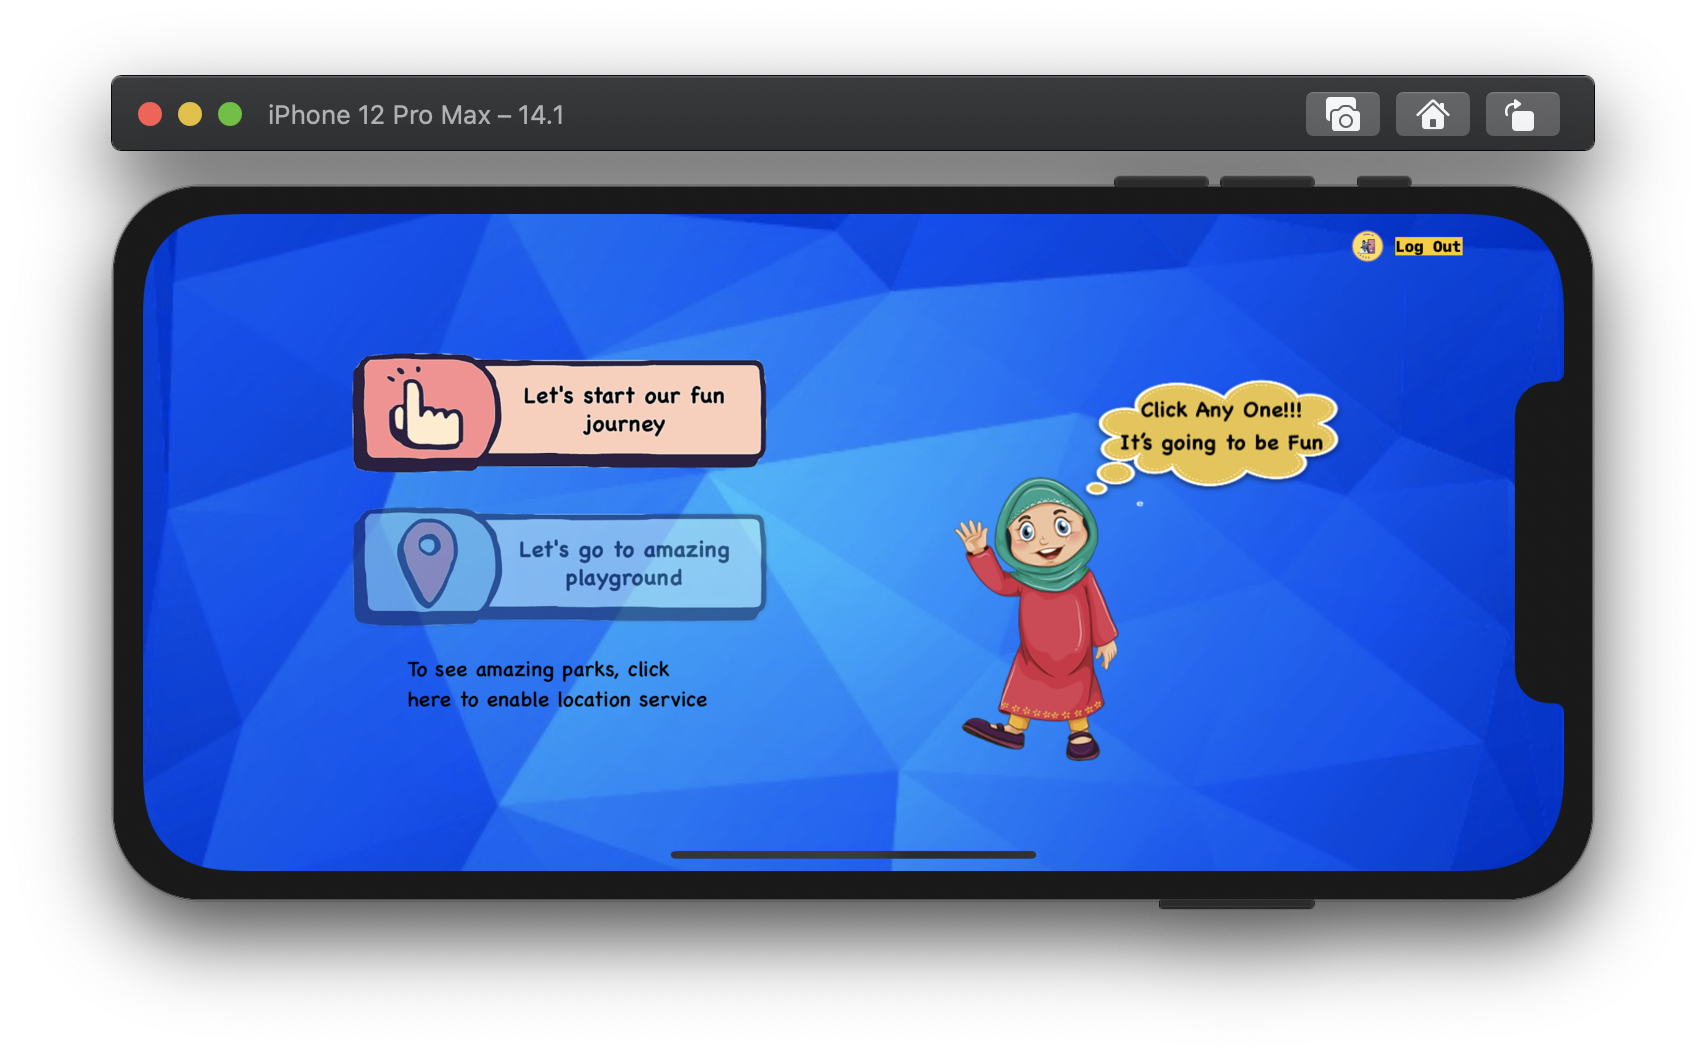 iPhone 12 Pro Max – 14.1
Log Out
Let's start our fun
journey
Click Any One!!!
It's going to be Fun
Let's go to amazing
playground
To see amazing parks, click
here to enable location service